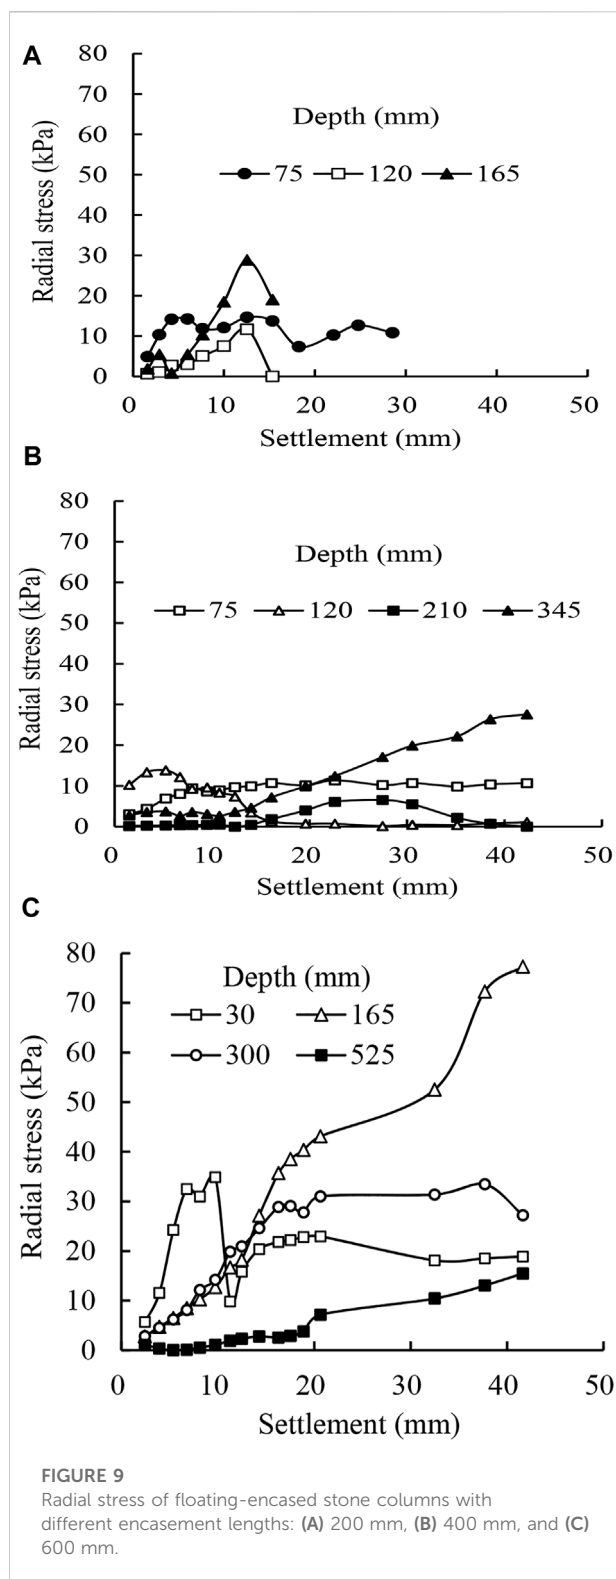 A
80
70
60
50
40
30
20
10
0
Radial stress (kPa)
Depth (mm)
75 120 165
0 10 20 30 40 50
Settlement (mm)
B
80
70
60
50
40
30
20
10
0
Radial stress (kPa)
Depth (mm)
75 120 210 345
0 10 20 30 40 50
Settlement (mm)
C
80
70
60
50
40
30
20
10
0
Radial stress (kPa)
Depth (mm)
30 165
300 525
0 10 20 30 40 50
Settlement (mm)
FIGURE 9
Radial stress of floating-encased stone columns with
different encasement lengths: (A) 200 mm, (B) 400 mm, and (C)
600 mm.